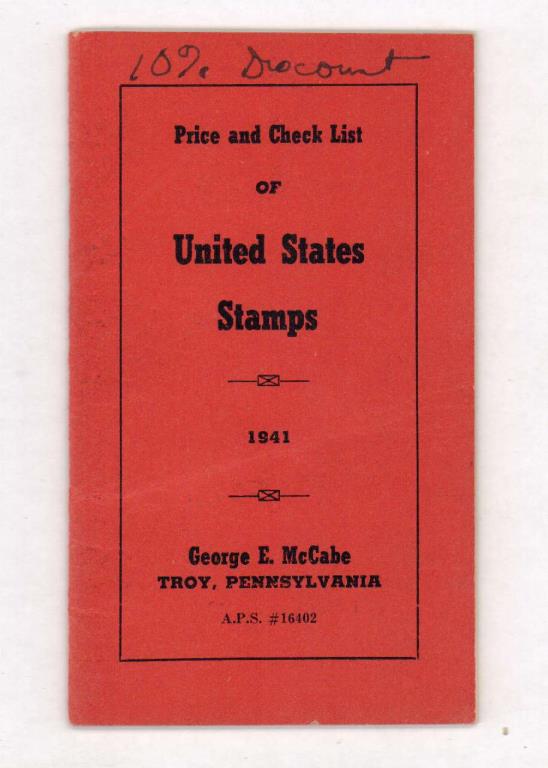 10% Discount
Price and Check List
OF
United States
Stamps
1941
George E. McCabe
TROY, PENNSYLVANIA
A.P.S. #16402